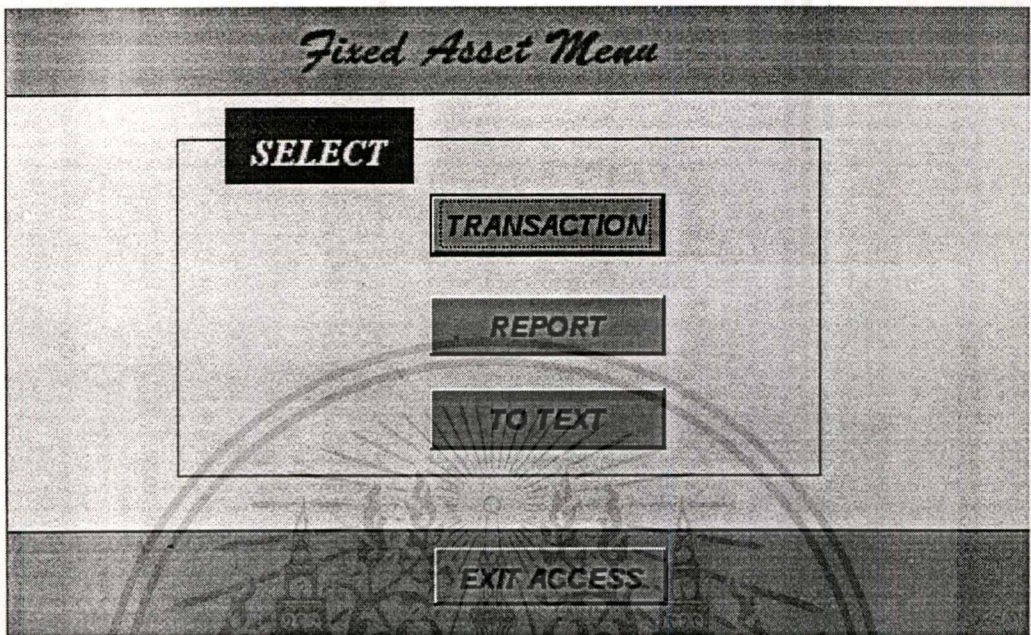 Fixed Asset Menu
SELECT
TRANSACTION
REPORT
TO TEXT
EXIT ACCESS